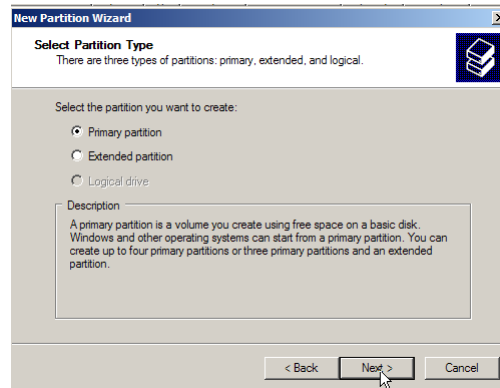 New Partition Wizard
Select Partition Type
There are three types of partitions: primary, extended, and logical.
Select the partition you want to create:
Primary partition
Extended partition
Logical drive
Description
A primary partition is a volume you create using free space on a basic disk.
Windows and other operating systems can start from a primary partition. You can
create up to four primary partitions or three primary partitions and an extended
partition.
< Back
Next >
Cancel